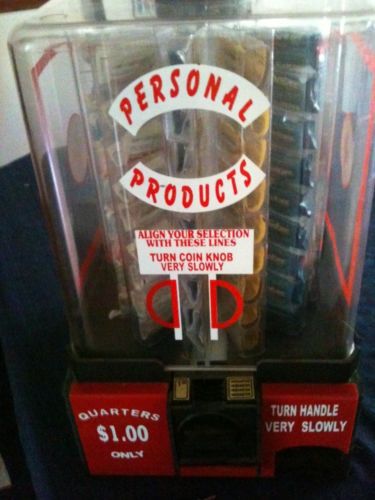 PERSONAL
PRODUCTS
ALIGN YOUR SELECTION
WITH THESE LINES
TURN COIN KNOB
VERY SLOWLY
QUARTERS
$1.00
ONLY
TURN HANDLE
VERY SLOWLY